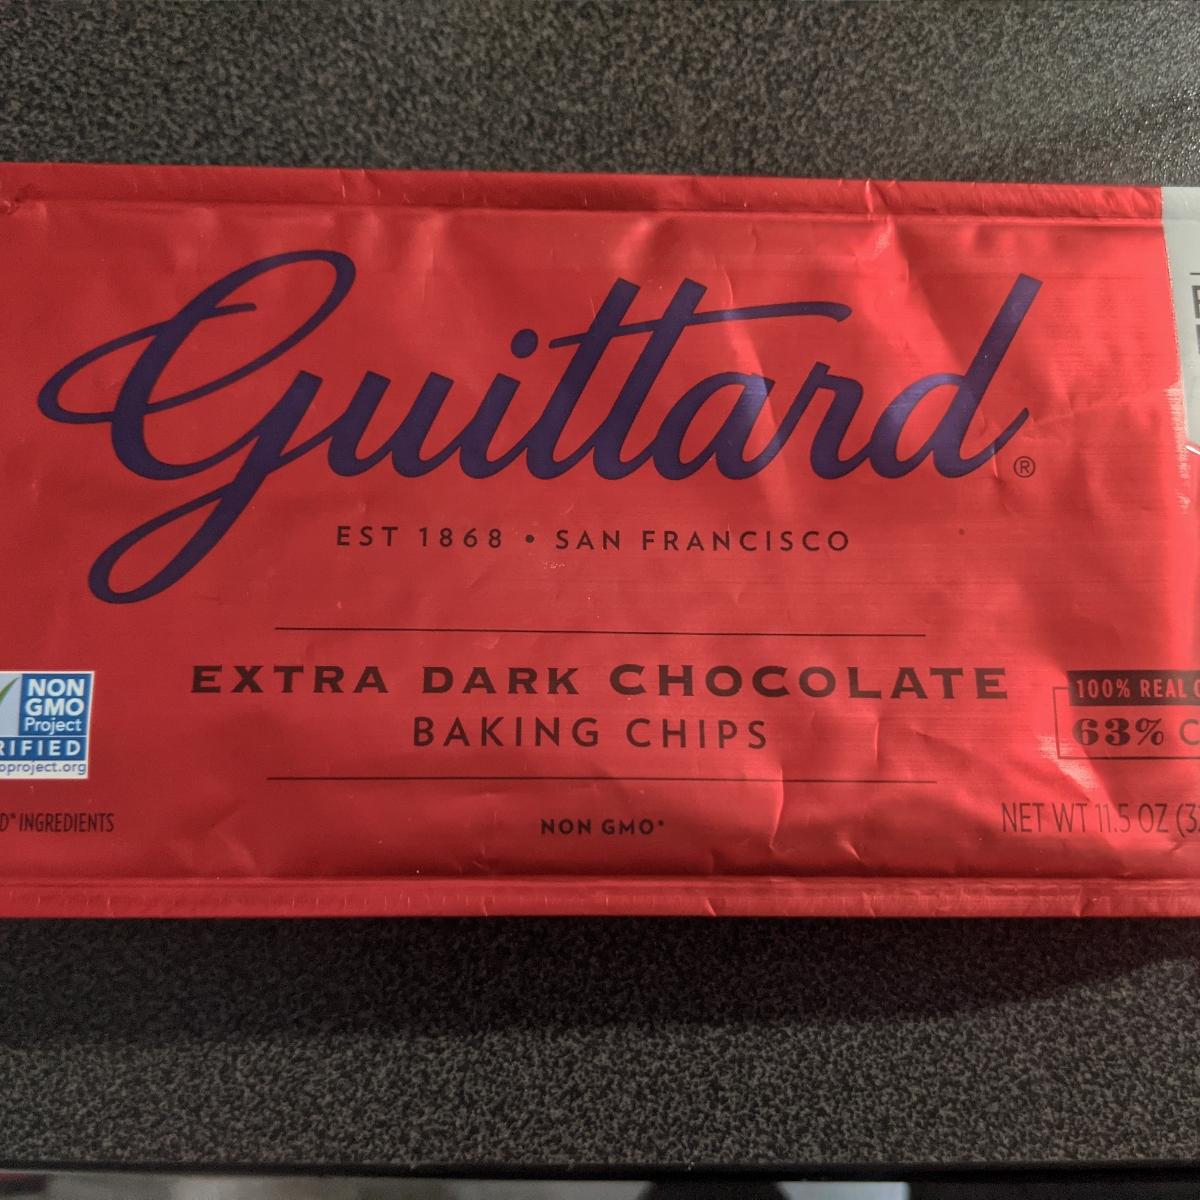 Guittard®
EST 1868 • SAN FRANCISCO
EXTRA DARK CHOCOLATE
BAKING CHIPS
NON
GMO
Project
RIFIED
oproject.org
100% REAL C
63% C
D* INGREDIENTS
NON GMO*
NET WT 11.5 OZ (3